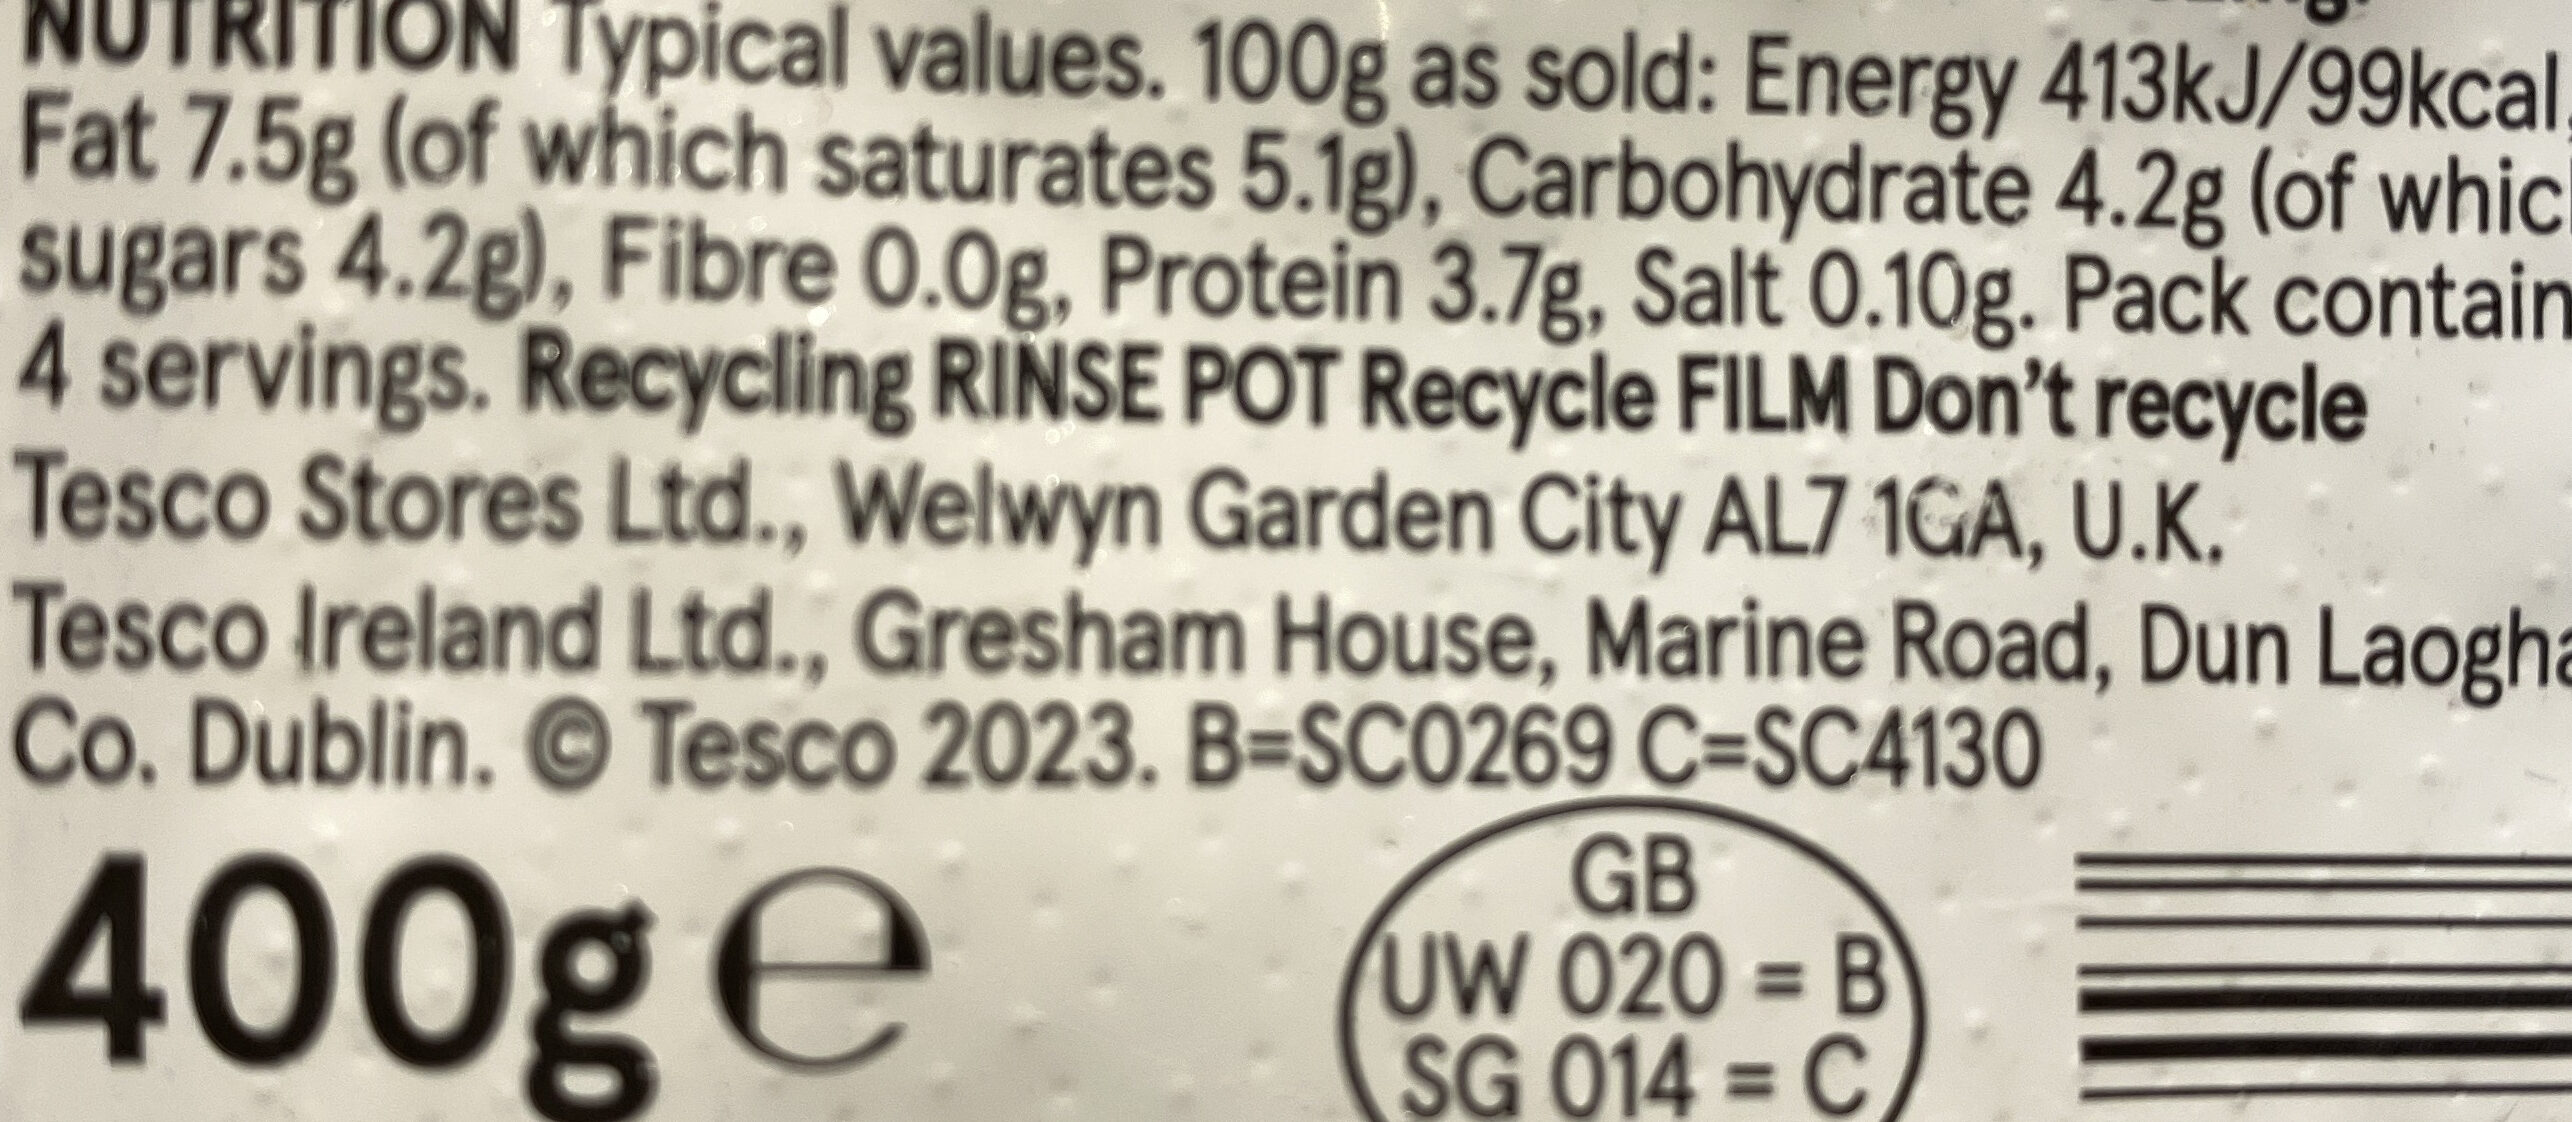 NUTRITION Typical values. 100g as sold: Energy 413kJ/99kcal,
Fat 7.5g (of which saturates 5.1g), Carbohydrate 4.2g (of whic
sugars 4.2g), Fibre 0.0g, Protein 3.7g, Salt 0.10g. Pack contain
4 servings. Recycling RINSE POT Recycle FILM Don't recycle
Tesco Stores Ltd., Welwyn Garden City AL7 1GA, U.K.
Tesco Ireland Ltd., Gresham House, Marine Road, Dun Laogha
Co. Dublin. © Tesco 2023. B=SC0269 C=SC4130
400g e
GB
UW 020 = B
SG 014 = C